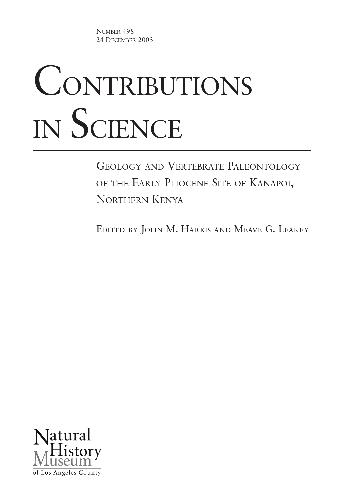 NUMBER 498
24 DECEMBER 2003
CONTRIBUTIONS
IN SCIENCE
GEOLOGY AND VERTEBRATE PALEONTOLOGY
OF THE EARLY PLIOCENE SITE OF KANAPOI,
NORTHERN KENYA
EDITED BY JOHN M. HARRIS AND MEAVE G. LEAKEY
Natural
History
Museum
of Los Angeles County